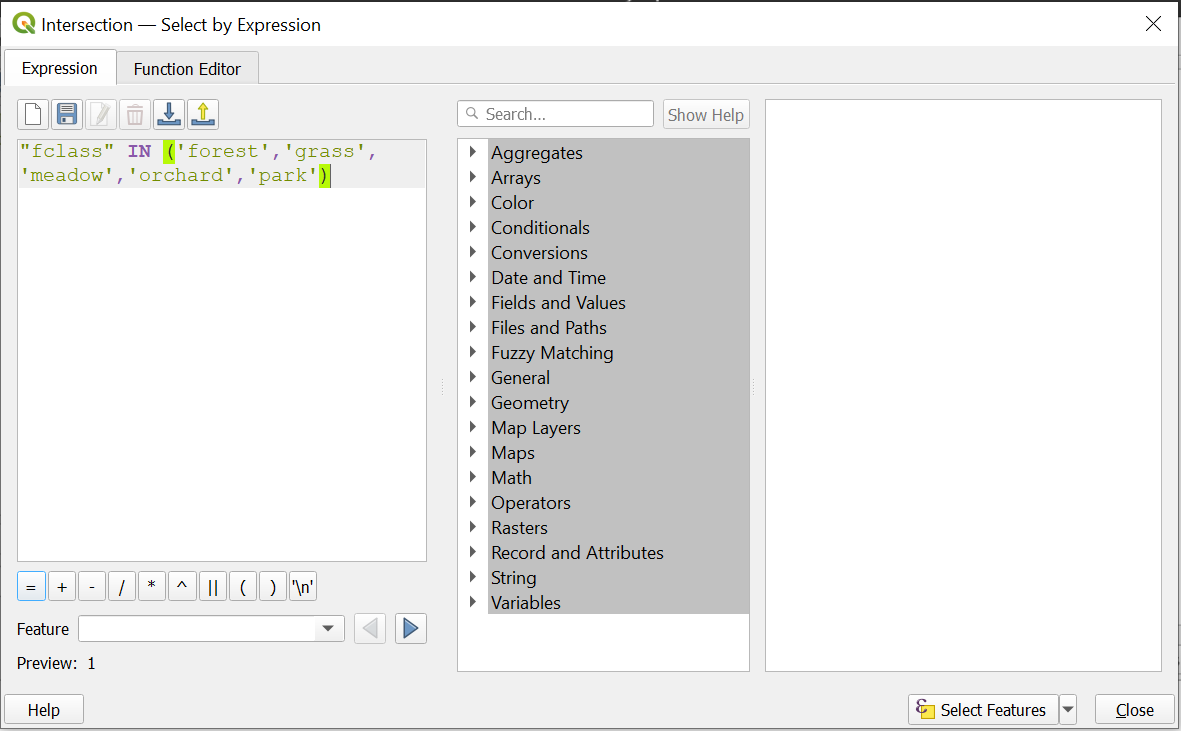 Intersection — Select by Expression
Expression
Function Editor
Search...
Show Help
"fclass" IN ('forest','grass',
'meadow','orchard','park')
Aggregates
Arrays
Color
Conditionals
Conversions
Date and Time
Fields and Values
Files and Paths
Fuzzy Matching
General
Geometry
Map Layers
Maps
Math
Operators
Rasters
Record and Attributes
String
Variables
= + - / * ^ || ( ) '\n'
Feature
Preview: 1
Help
Select Features
Close